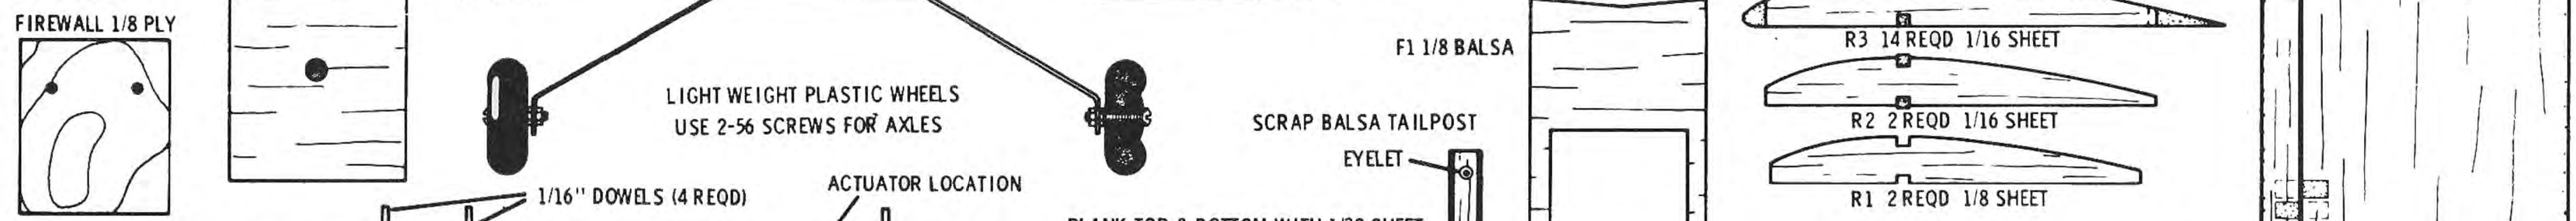 FIREWALL 1/8 PLY
LIGHT WEIGHT PLASTIC WHEELS
USE 2-56 SCREWS FOR AXLES
1/16" DOWELS (4 REQD)
ACTUATOR LOCATION
F1 1/8 BALSA
SCRAP BALSA TAILPOST
EYELET
R3 14 REQD 1/16 SHEET
R2 2 REQD 1/16 SHEET
R1 2 REQD 1/8 SHEET